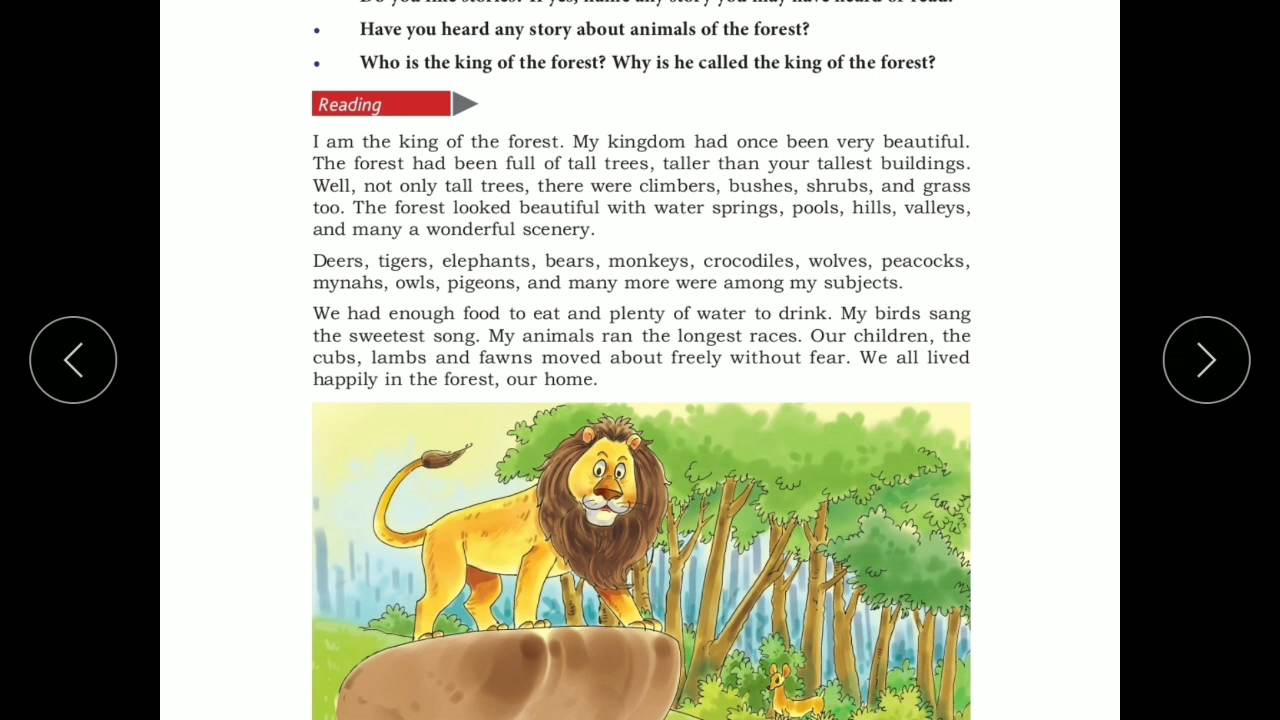 • Have you heard any story about animals of the forest?
• Who is the king of the forest? Why is he called the king of the forest?
Reading
I am the king of the forest. My kingdom had once been very beautiful.
The forest had been full of tall trees, taller than your tallest buildings.
Well, not only tall trees, there were climbers, bushes, shrubs, and grass
too. The forest looked beautiful with water springs, pools, hills, valleys,
and many a wonderful scenery.
Deers, tigers, elephants, bears, monkeys, crocodiles, wolves, peacocks,
mynahs, owls, pigeons, and many more were among my subjects.
We had enough food to eat and plenty of water to drink. My birds sang
the sweetest song. My animals ran the longest races. Our children, the
cubs, lambs and fawns moved about freely without fear. We all lived
happily in the forest, our home.